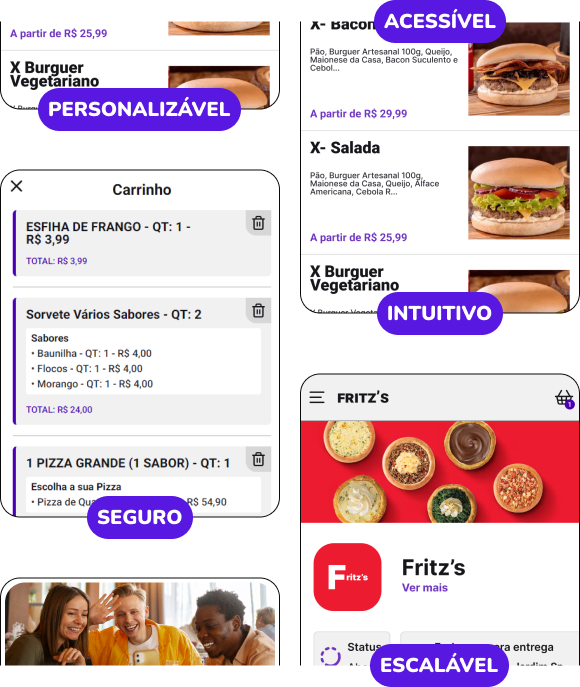 A partir de R$ 25,99
X Burguer
Vegetariano
PERSONALIZÁVEL
Carrinho
ESFIHA DE FRANGO - QT: 1 -
R$ 3,99
TOTAL: R$ 3,99
Sorvete Vários Sabores - QT: 2
Sabores
• Baunilha - QT: 1 - R$ 4,00
• Flocos - QT: 1 - R$ 4,00
• Morango - QT: 1 - R$ 4,00
TOTAL: R$ 24,00
1 PIZZA GRANDE (1 SABOR) - QT: 1
Escolha a sua Pizza
• Pizza de R$ 54,90
SEGURO
ACESSÍVEL
X- Bacon
Pão, Burguer Artesanal 100g, Queijo,
Maionese da Casa, Bacon Suculento e
Cebol...
A partir de R$ 29,99
X- Salada
Pão, Burguer Artesanal 100g,
Maionese da Casa, Queijo, Alface
Americana, Cebola R...
A partir de R$ 25,99
X Burguer
Vegetariano
INTUITIVO
FRITZ'S
1
Fritz's
Fritz's
Ver mais
Status
entrega
ESCALÁVEL